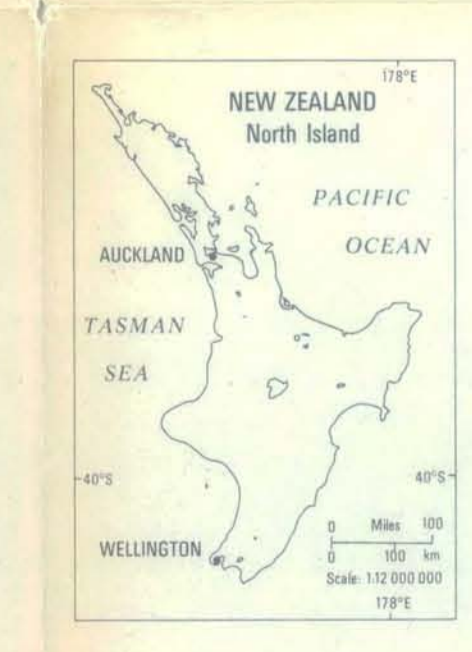 178°E
NEW ZEALAND
North Island
PACIFIC
OCEAN
AUCKLAND
TASMAN
SEA
40°S
40°S
0 Miles 100
WELLINGTON
0 100 km
Scale: 1:12 000 000
178°E